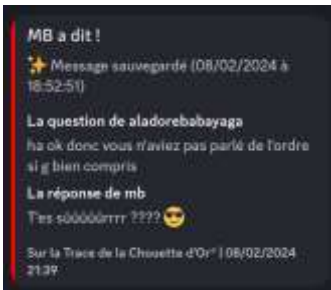 MB a dit !
✨ Message sauvegardé (08/02/2024 à
18:52:51)
La question de aladorebabayaga
ha ok donc vous n'aviez pas parlé de l'ordre
si g bien compris
La réponse de mb
T'es sûûûûrrrr ???? 😎
Sur la Trace de la Chouette d'Or® | 08/02/2024
21:39